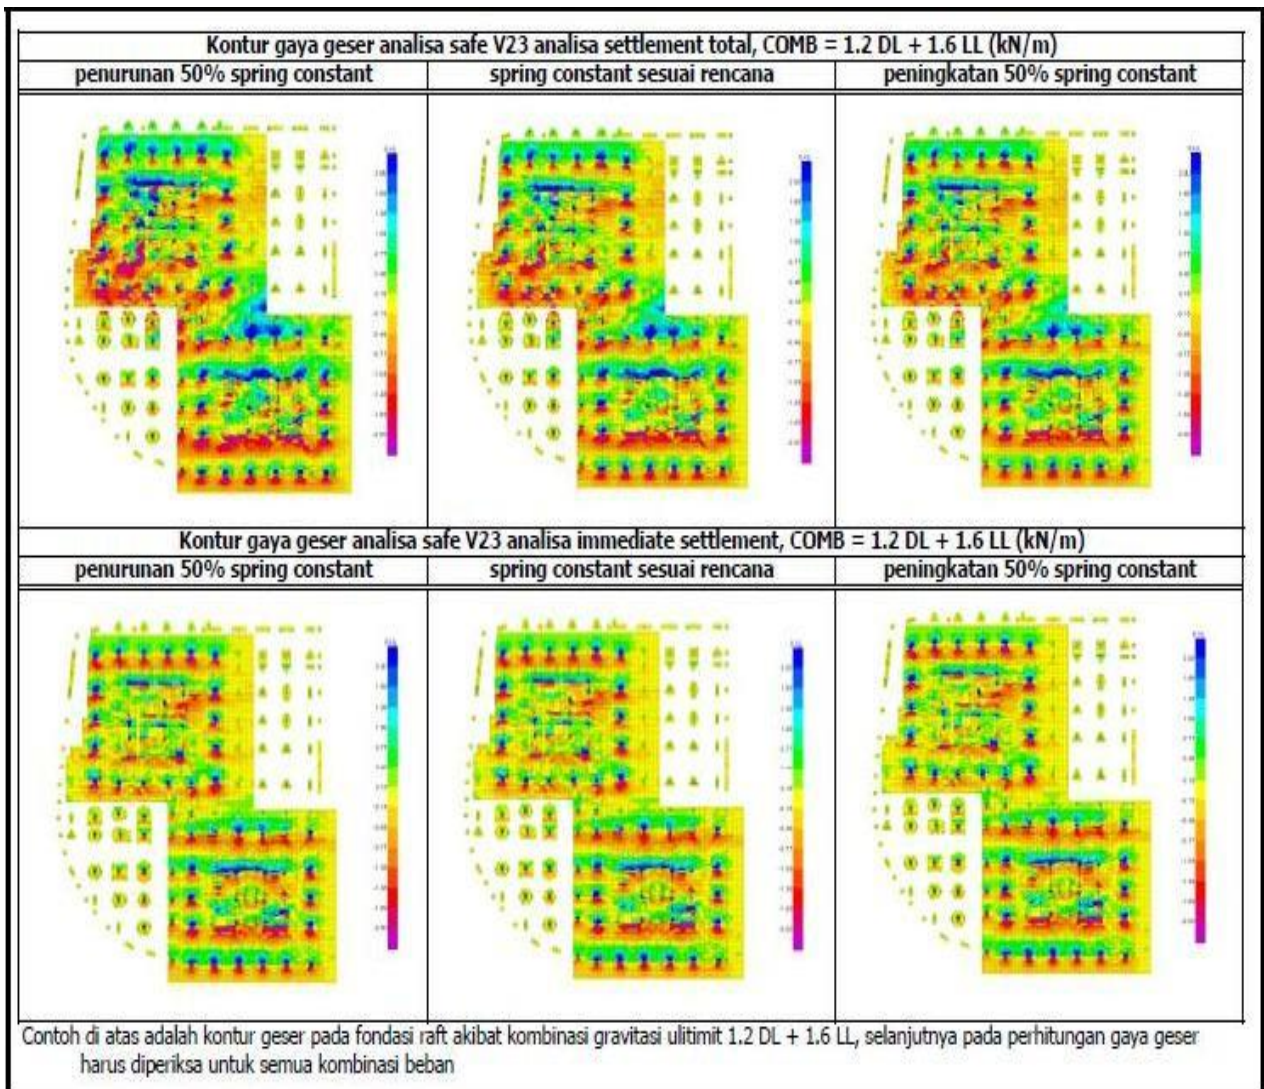 Kontur gaya geser analisa safe V23 analisa settlement total, COMB = 1.2 DL + 1.6 LL (kN/m)
penurunan 50% spring constant
spring constant sesuai rencana
peningkatan 50% spring constant
Kontur gaya geser analisa safe V23 analisa immediate settlement, COMB = 1.2 DL + 1.6 LL (kN/m)
penurunan 50% spring constant
spring constant sesuai rencana
peningkatan 50% spring constant
Contoh di atas adalah kontur geser pada fondasi raft akibat kombinasi gravitasi ulitimit 1.2 DL + 1.6 LL, selanjutnya pada perhitungan gaya geser
harus diperiksa untuk semua kombinasi beban